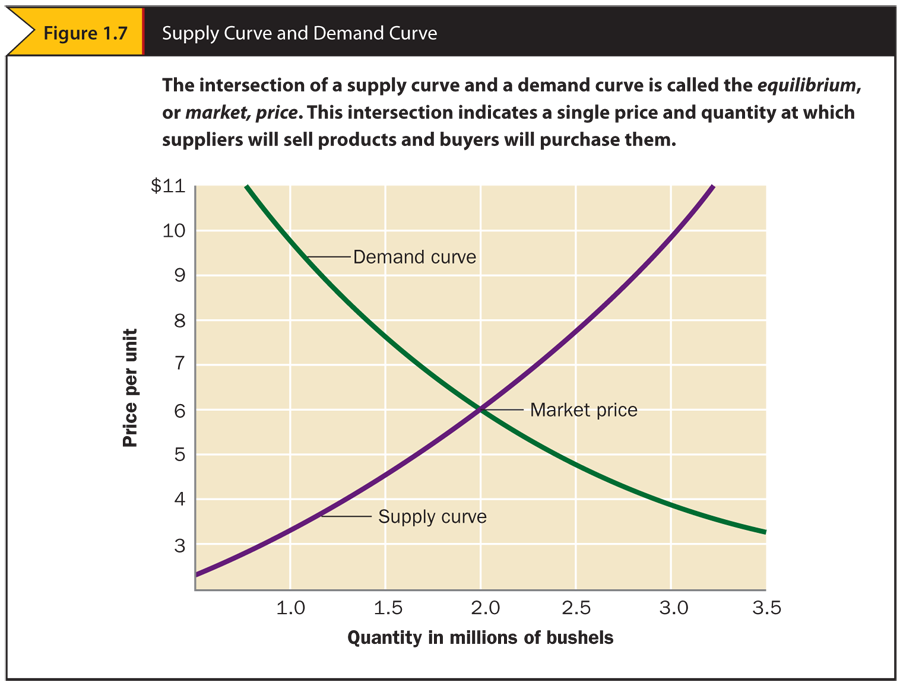 Figure 1.7
Supply Curve and Demand Curve
The intersection of a supply curve and a demand curve is called the equilibrium,
or market, price. This intersection indicates a single price and quantity at which
suppliers will sell products and buyers will purchase them.
$11
10
9
8
7
6
5
4
3
Price per unit
Demand curve
Market price
Supply curve
1.0
1.5
2.0
2.5
3.0
3.5
Quantity in millions of bushels